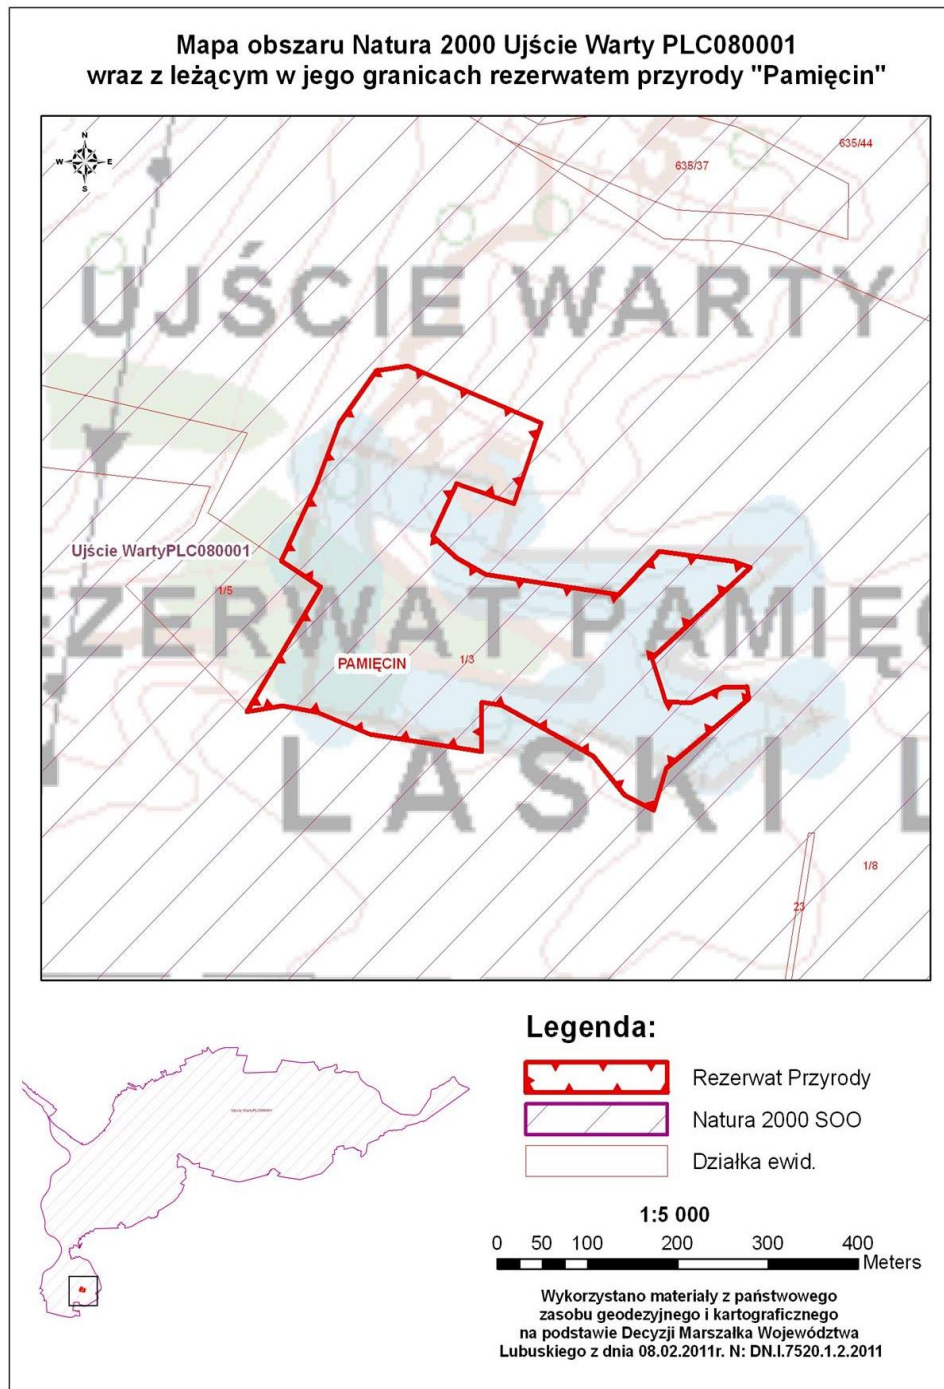 Mapa obszaru Natura 2000 Ujście Warty PLC080001
wraz z leżącym w jego granicach rezerwatem przyrody "Pamięcin"
N
W E
S
635/44
635/37
UJŚCIE WARTY
Ujście WartyPLC080001
1/5
EZERWAT PAMIĘC
PAMIĘCIN
1/3
LASKI L
1/8
23
Legenda:
Rezerwat Przyrody
Natura 2000 SOO
Działka ewid.
Ujście WartyPLC080001
1:5 000
0 50 100 200 300 400
Meters
Wykorzystano materiały z państwowego
zasobu geodezyjnego i kartograficznego
na podstawie Decyzji Marszałka Województwa
Lubuskiego z dnia 08.02.2011r. N: DN.I.7520.1.2.2011